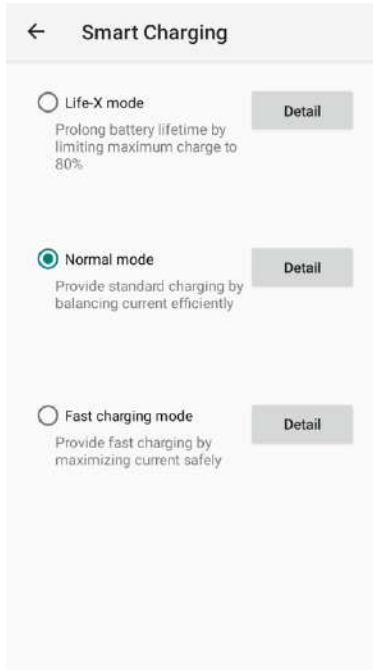 Smart Charging
Life-X mode
Detail
Prolong battery lifetime by
limiting maximum charge to
80%
Normal mode
Detail
Provide standard charging by
balancing current efficiently
Fast charging mode
Detail
Provide fast charging by
maximizing current safely